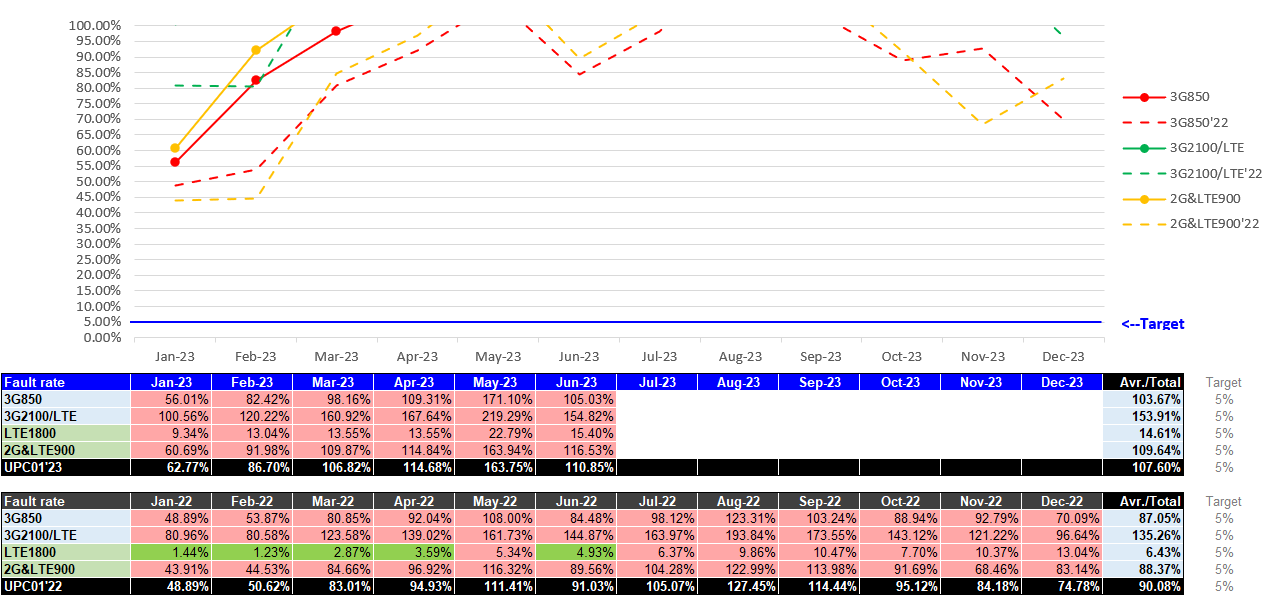 100.00%
95.00%
90.00%
85.00%
80.00%
75.00%
70.00%
65.00%
60.00%
55.00%
50.00%
45.00%
40.00%
35.00%
30.00%
25.00%
20.00%
15.00%
10.00%
5.00%
0.00%
Jan-23 Feb-23 Mar-23 Apr-23 May-23 Jun-23 Jul-23 Aug-23 Sep-23 Oct-23 Nov-23 Dec-23
3G850
3G850'22
3G2100/LTE
3G2100/LTE'22
2G&LTE900
2G&LTE900'22
<--Target
Fault rate Jan-23 Feb-23 Mar-23 Apr-23 May-23 Jun-23 Jul-23 Aug-23 Sep-23 Oct-23 Nov-23 Dec-23 Avr./Total Target
3G850 56.01% 82.42% 98.16% 109.31% 171.10% 105.03% 103.67% 5%
3G2100/LTE 100.56% 120.22% 160.92% 167.64% 219.29% 154.82% 153.91% 5%
LTE1800 9.34% 13.04% 13.55% 13.55% 22.79% 15.40% 14.61% 5%
2G&LTE900 60.69% 91.98% 109.87% 114.84% 163.94% 116.53% 109.64% 5%
UPC01'23 62.77% 86.70% 106.82% 114.68% 163.75% 110.85% 107.60% 5%
Fault rate Jan-22 Feb-22 Mar-22 Apr-22 May-22 Jun-22 Jul-22 Aug-22 Sep-22 Oct-22 Nov-22 Dec-22 Avr./Total Target
3G850 48.89% 53.87% 80.85% 92.04% 108.00% 84.48% 98.12% 123.31% 103.24% 88.94% 92.79% 70.09% 87.05% 5%
3G2100/LTE 80.96% 80.58% 123.58% 139.02% 161.73% 144.87% 163.97% 193.84% 173.55% 143.12% 121.22% 96.64% 135.26% 5%
LTE1800 1.44% 1.23% 2.87% 3.59% 5.34% 4.93% 6.37% 9.86% 10.47% 7.70% 10.37% 13.04% 6.43% 5%
2G&LTE900 43.91% 44.53% 84.66% 96.92% 116.32% 89.56% 104.28% 122.99% 113.98% 91.69% 68.46% 83.14% 88.37% 5%
UPC01'22 48.89% 50.62% 83.01% 94.93% 111.41% 91.03% 105.07% 127.45% 114.44% 95.12% 84.18% 74.78% 90.08% 5%